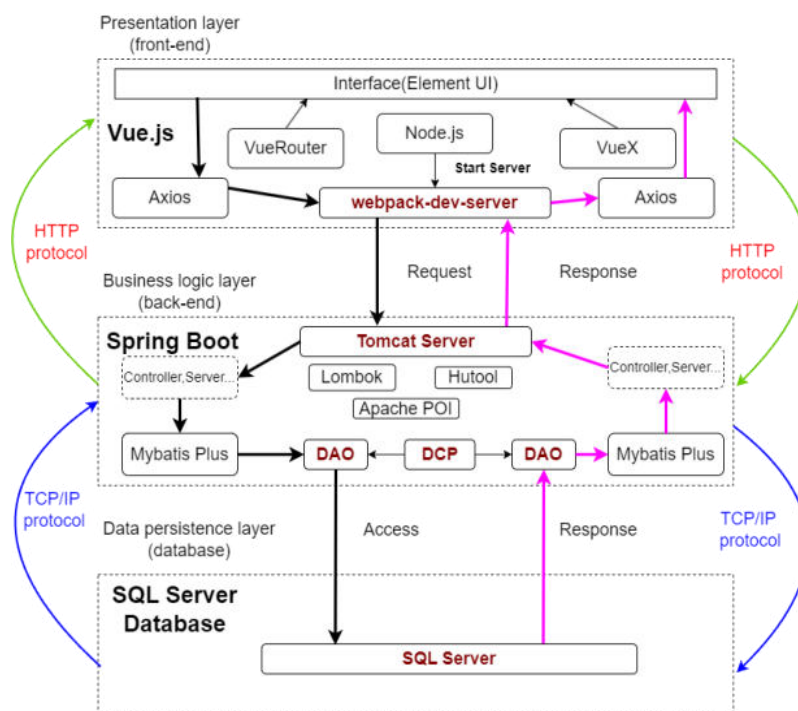 Presentation layer
(front-end)
Interface(Element UI)
Vue.js
VueRouter
Node.js
VueX
Start Server
Axios
webpack-dev-server
Axios
HTTP
protocol
HTTP
protocol
Request
Response
Business logic layer
(back-end)
Spring Boot
Tomcat Server
Controller,Server...
Lombok
Hutool
Controller,Server...
Apache POI
Mybatis Plus
DAO
DCP
DAO
Mybatis Plus
TCP/IP
protocol
TCP/IP
protocol
Data persistence layer
(database)
Access
Response
SQL Server
Database
SQL Server